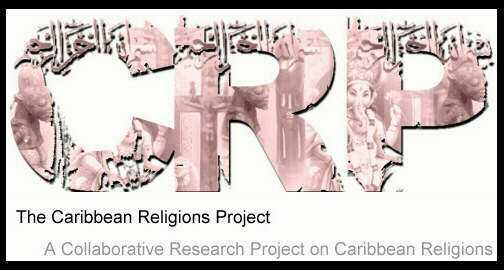 CRP
The Caribbean Religions Project
A Collaborative Research Project on Caribbean Religions